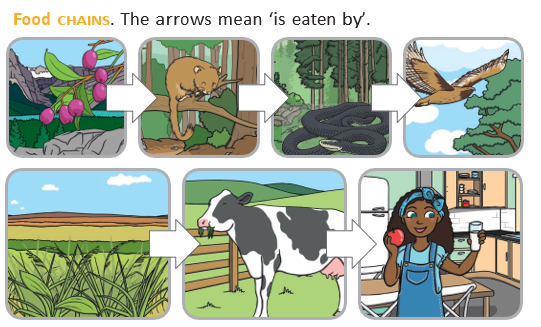 Food CHAINS. The arrows mean ‘is eaten by’.